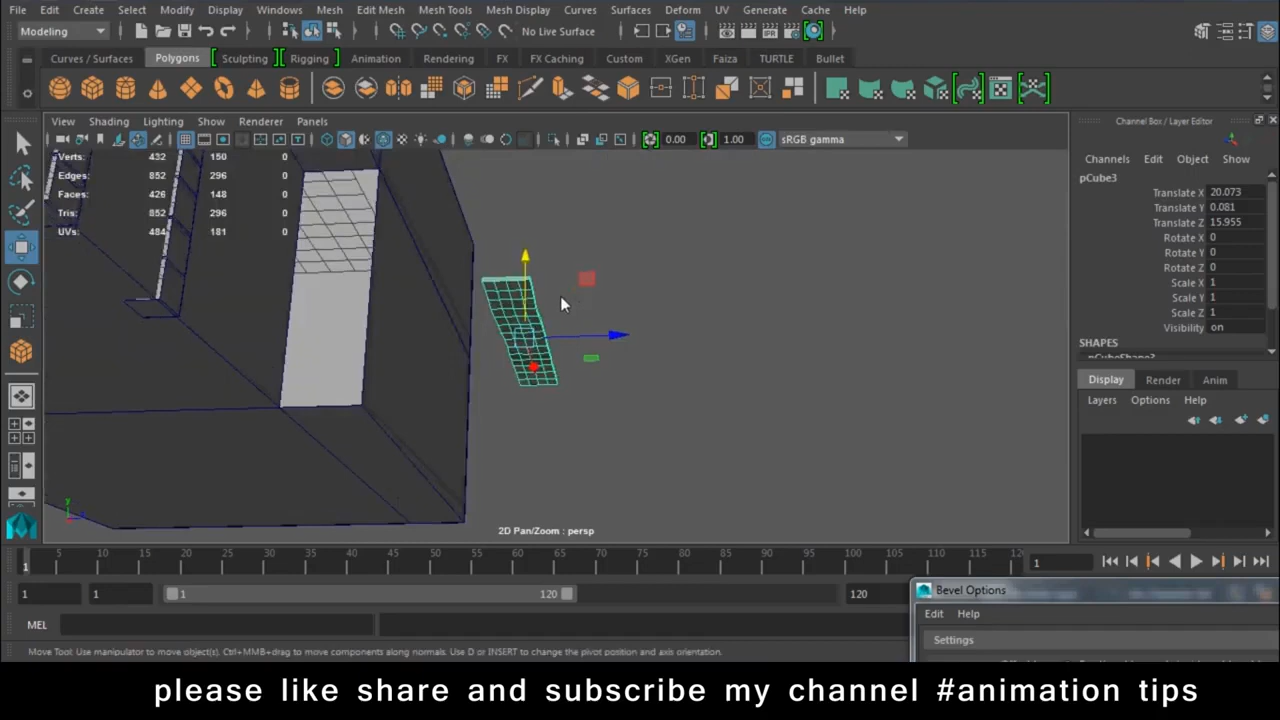 File Edit Create Select Modify Display Windows Mesh Edit Mesh Mesh Tools Mesh Display Curves Surfaces Deform UV Generate Cache Help
Modeling No Live Surface
Curves / Surfaces Polygons Sculpting Rigging Animation Rendering FX FX Caching Custom XGen Faiza TURTLE Bullet
View Shading Lighting Show Renderer Panels
0.00 1.00 sRGB gamma
Verts: 432 150 0
Edges: 852 296 0
Faces: 426 148 0
Tris: 852 296 0
UVs: 484 181 0
2D Pan/Zoom : persp
Channel Box / Layer Editor
Channels Edit Object Show
pCube3
Translate X 20.073
Translate Y 0.081
Translate Z 15.955
Rotate X 0
Rotate Y 0
Rotate Z 0
Scale X 1
Scale Y 1
Scale Z 1
Visibility on
SHAPES
pCubeShape3
Display Render Anim
Layers Options Help
5 10 15 20 25 30 35 40 45 50 55 60 65 70 75 80 85 90 95 100 105 110 115 12
1 1
1 1 1 120 120
Bevel Options
Edit Help
Settings
MEL
Move Tool: Use manipulator to move object(s). Ctrl+MMB+drag to move components along normals. Use D or INSERT to change the pivot position and axis orientation.
please like share and subscribe my channel #animation tips